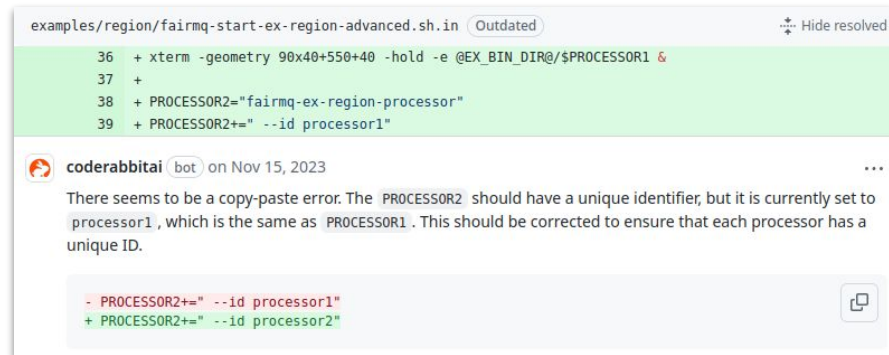 examples/region/fairmq-start-ex-region-advanced.sh.in Outdated Hide resolved
36 + xterm -geometry 90x40+550+40 -hold -e @EX_BIN_DIR@/$PROCESSOR1 &
37 +
38 + PROCESSOR2="fairmq-ex-region-processor"
39 + PROCESSOR2+=" --id processor1"
coderabbitai bot on Nov 15, 2023 ...
There seems to be a copy-paste error. The PROCESSOR2 should have a unique identifier, but it is currently set to
processor1, which is the same as PROCESSOR1. This should be corrected to ensure that each processor has a
unique ID.
- PROCESSOR2+=" --id processor1"
+ PROCESSOR2+=" --id processor2"